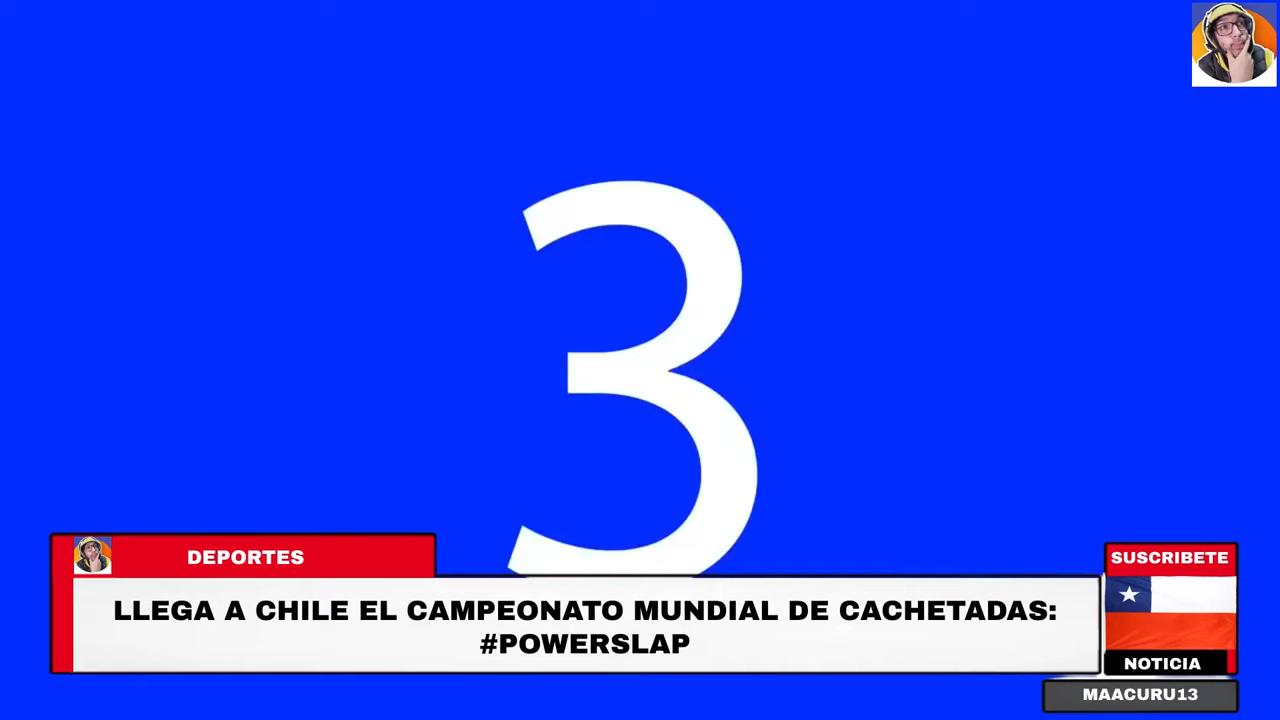 3
DEPORTES
LLEGA A CHILE EL CAMPEONATO MUNDIAL DE CACHETADAS:
#POWERSLAP
SUSCRIBETE
NOTICIA
MAACURU13